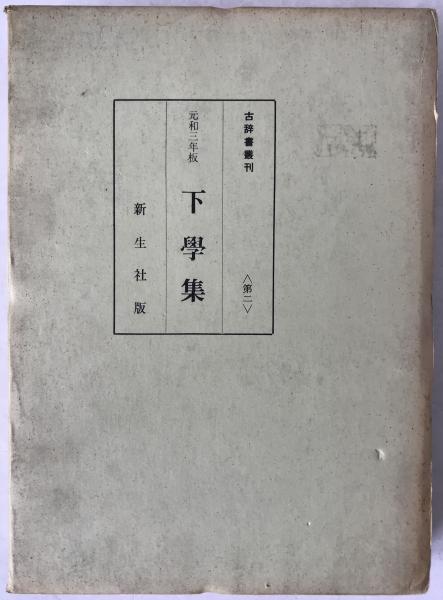 古辞書叢刊 〈第二〉
元和三年板 下學集
新生社版